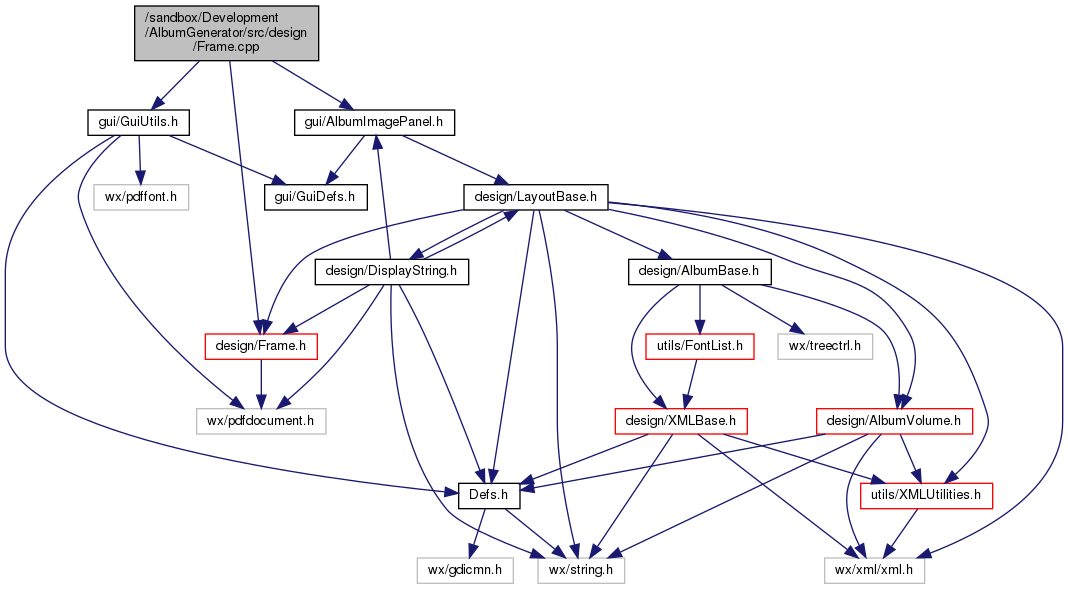 /sandbox/Development
/AlbumGenerator/src/design
/Frame.cpp
gui/GuiUtils.h
gui/AlbumImagePanel.h
wx/pdffont.h
gui/GuiDefs.h
design/LayoutBase.h
design/DisplayString.h
design/AlbumBase.h
design/Frame.h
utils/FontList.h
wx/treectrl.h
wx/pdfdocument.h
design/XMLBase.h
design/AlbumVolume.h
Defs.h
utils/XMLUtilities.h
wx/gdicmn.h
wx/string.h
wx/xml/xml.h